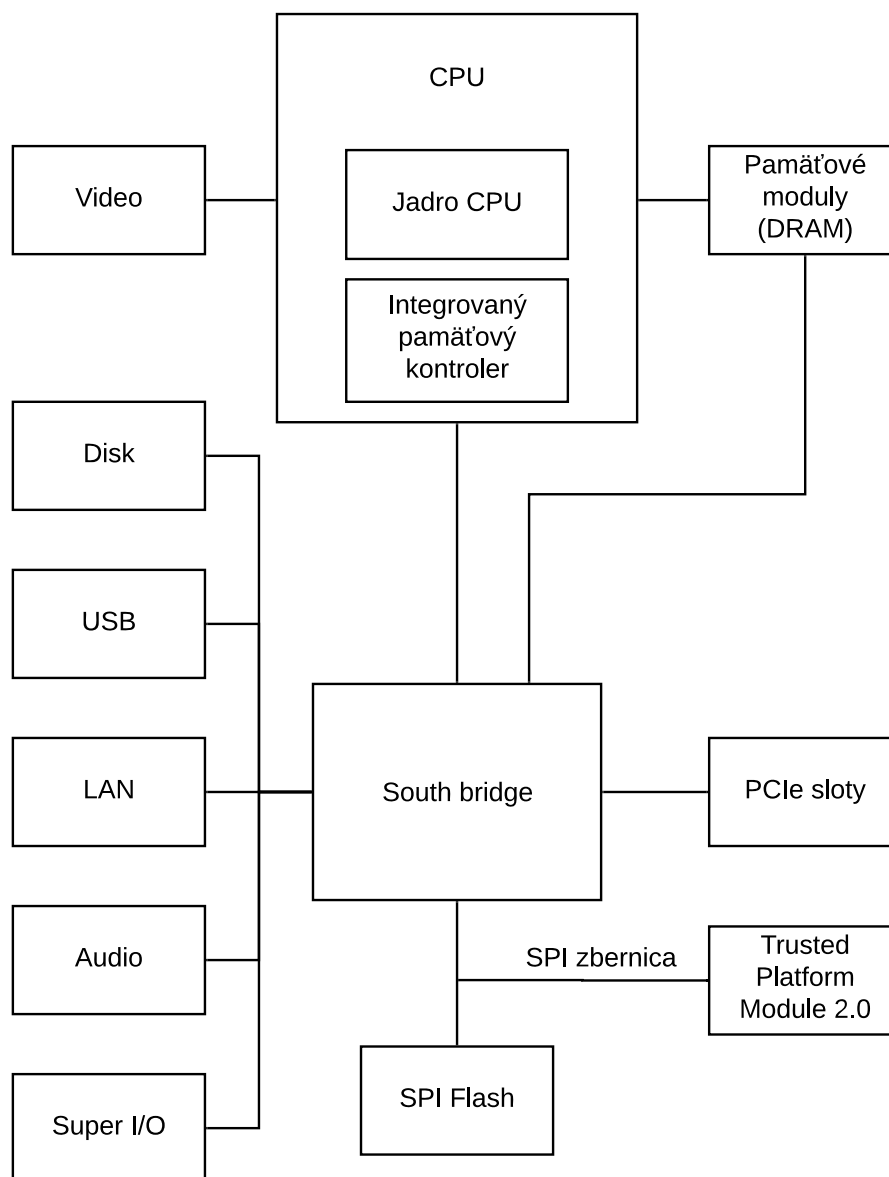 CPU
Video
Jadro CPU
Pamäťové
moduly
(DRAM)
Integrovaný
pamäťový
kontroler
Disk
USB
LAN
South bridge
PCIe sloty
Audio
SPI zbernica
Trusted
Platform
Module 2.0
SPI Flash
Super I/O